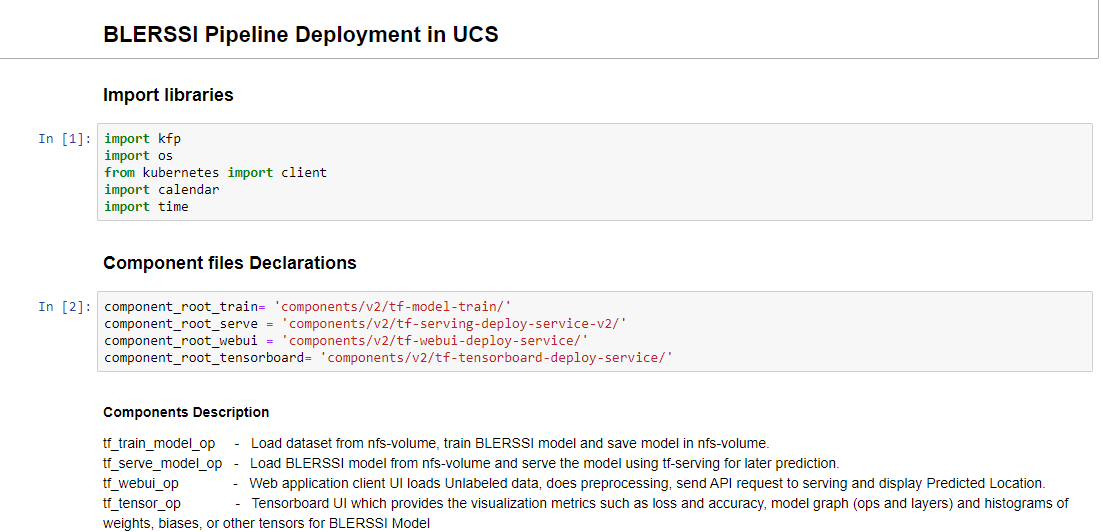 BLERSSI Pipeline Deployment in UCS
Import libraries
In [1]: import kfp
import os
from kubernetes import client
import calendar
import time
Component files Declarations
In [2]: component_root_train= 'components/v2/tf-model-train/'
component_root_serve = 'components/v2/tf-serving-deploy-service-v2/'
component_root_webui = 'components/v2/tf-webui-deploy-service/'
component_root_tensorboard= 'components/v2/tf-tensorboard-deploy-service/'
Components Description
tf_train_model_op - Load dataset from nfs-volume, train BLERSSI model and save model in nfs-volume.
tf_serve_model_op - Load BLERSSI model from nfs-volume and serve the model using tf-serving for later prediction.
tf_webui_op - Web application client UI loads Unlabeled data, does preprocessing, send API request to serving and display Predicted Location.
tf_tensor_op - Tensorboard UI which provides the visualization metrics such as loss and accuracy, model graph (ops and layers) and histograms of
weights, biases, or other tensors for BLERSSI Model